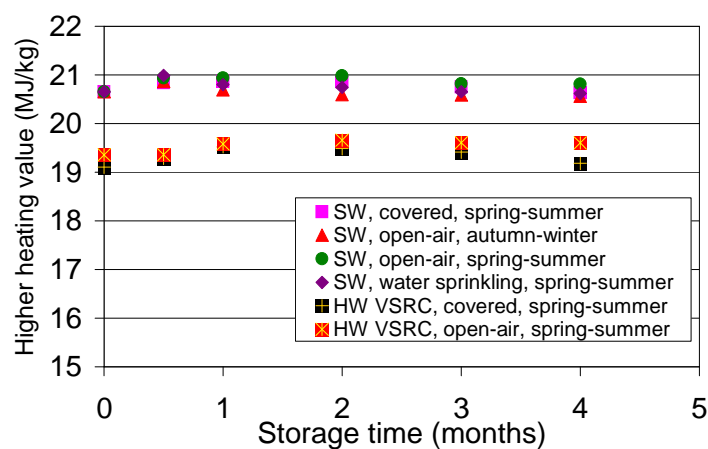 Higher heating value (MJ/kg)
22
21
20
19
18
17
16
15
SW, covered, spring-summer
SW, open-air, autumn-winter
SW, open-air, spring-summer
SW, water sprinkling, spring-summer
HW VSRC, covered, spring-summer
HW VSRC, open-air, spring-summer
0 1 2 3 4 5
Storage time (months)